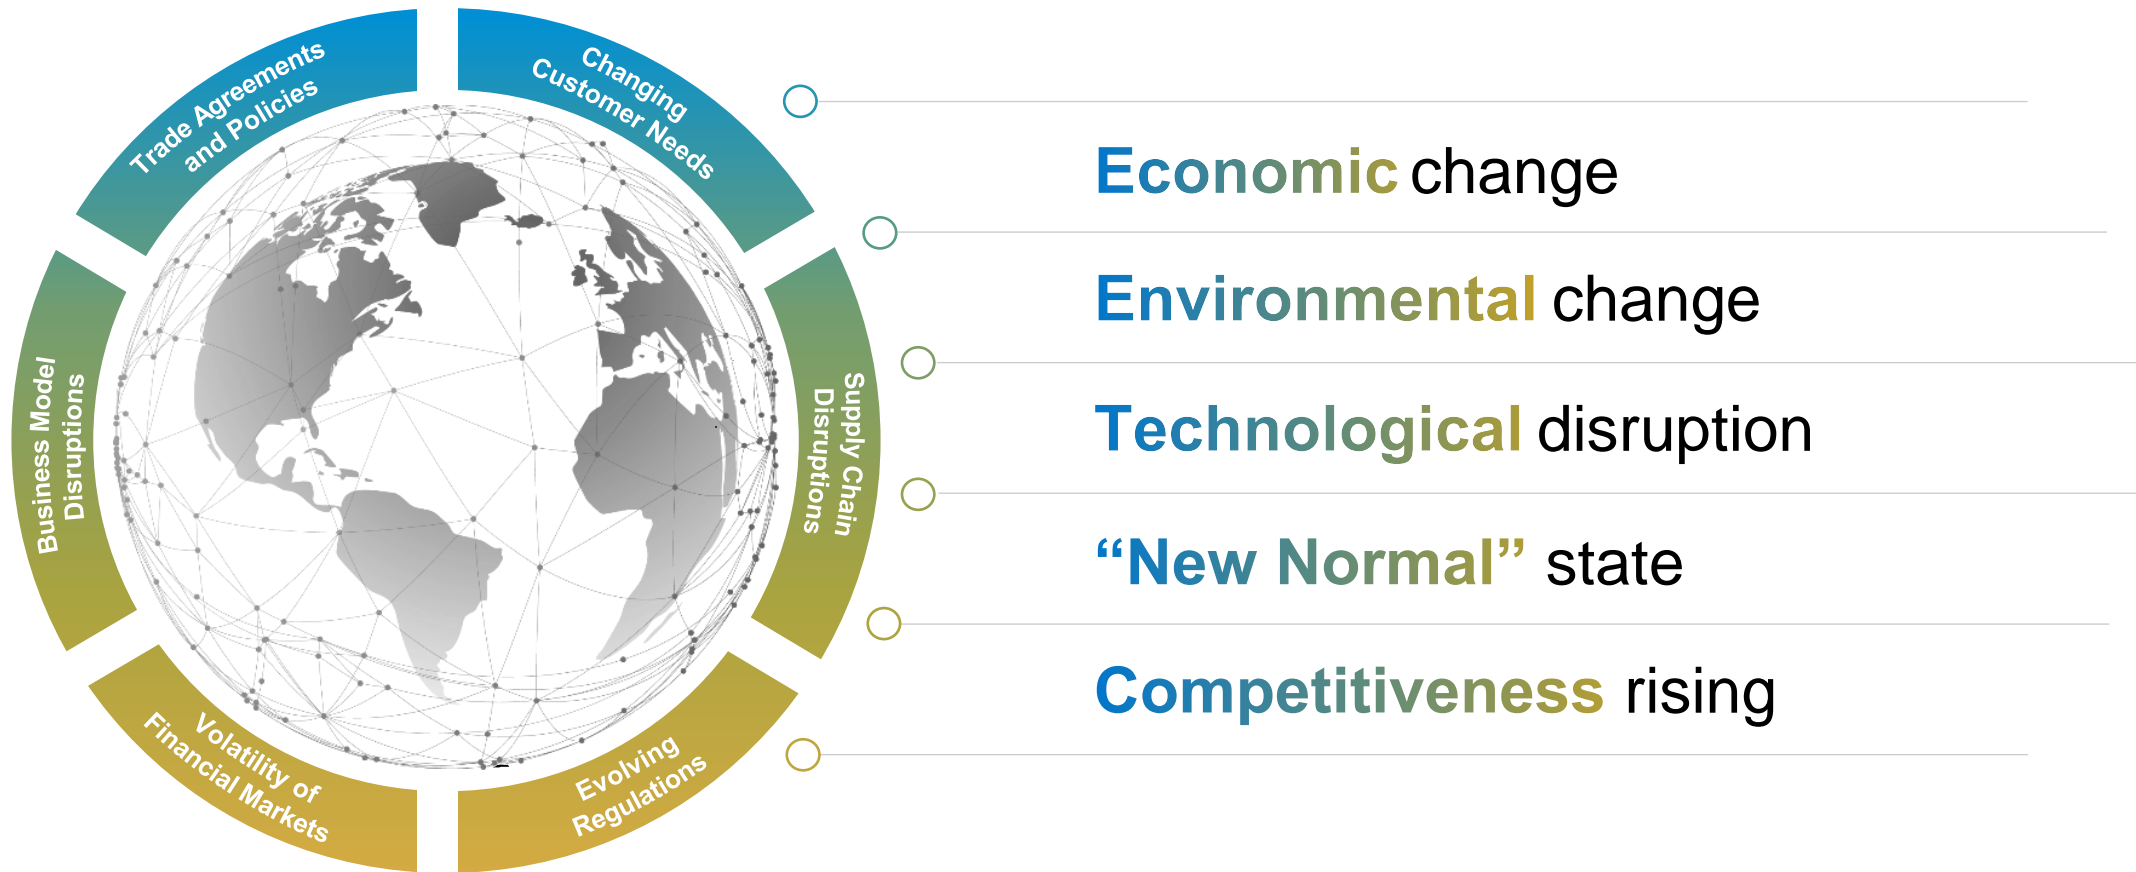 Trade Agreements
and Policies
Changing
Customer Needs
Business Model
Disruptions
Supply Chain
Disruptions
Volatility of
Financial Markets
Evolving
Regulations
Economic change
Environmental change
Technological disruption
“New Normal” state
Competitiveness rising